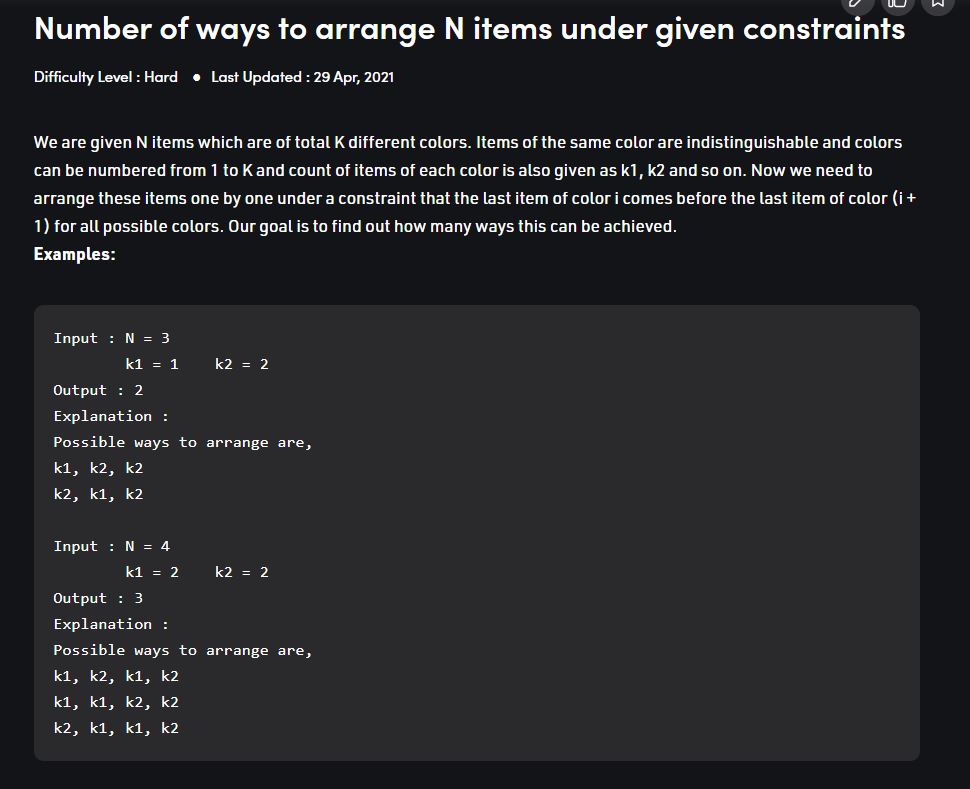 Number of ways to arrange N items under given constraints
Difficulty Level : Hard ● Last Updated : 29 Apr, 2021
We are given N items which are of total K different colors. Items of the same color are indistinguishable and colors
can be numbered from 1 to K and count of items of each color is also given as k1, k2 and so on. Now we need to
arrange these items one by one under a constraint that the last item of color i comes before the last item of color (i +
1) for all possible colors. Our goal is to find out how many ways this can be achieved.
Examples:
Input : N = 3
k1 = 1    k2 = 2
Output : 2
Explanation :
Possible ways to arrange are,
k1, k2, k2
k2, k1, k2
Input : N = 4
k1 = 2    k2 = 2
Output : 3
Explanation :
Possible ways to arrange are,
k1, k2, k1, k2
k1, k1, k2, k2
k2, k1, k1, k2